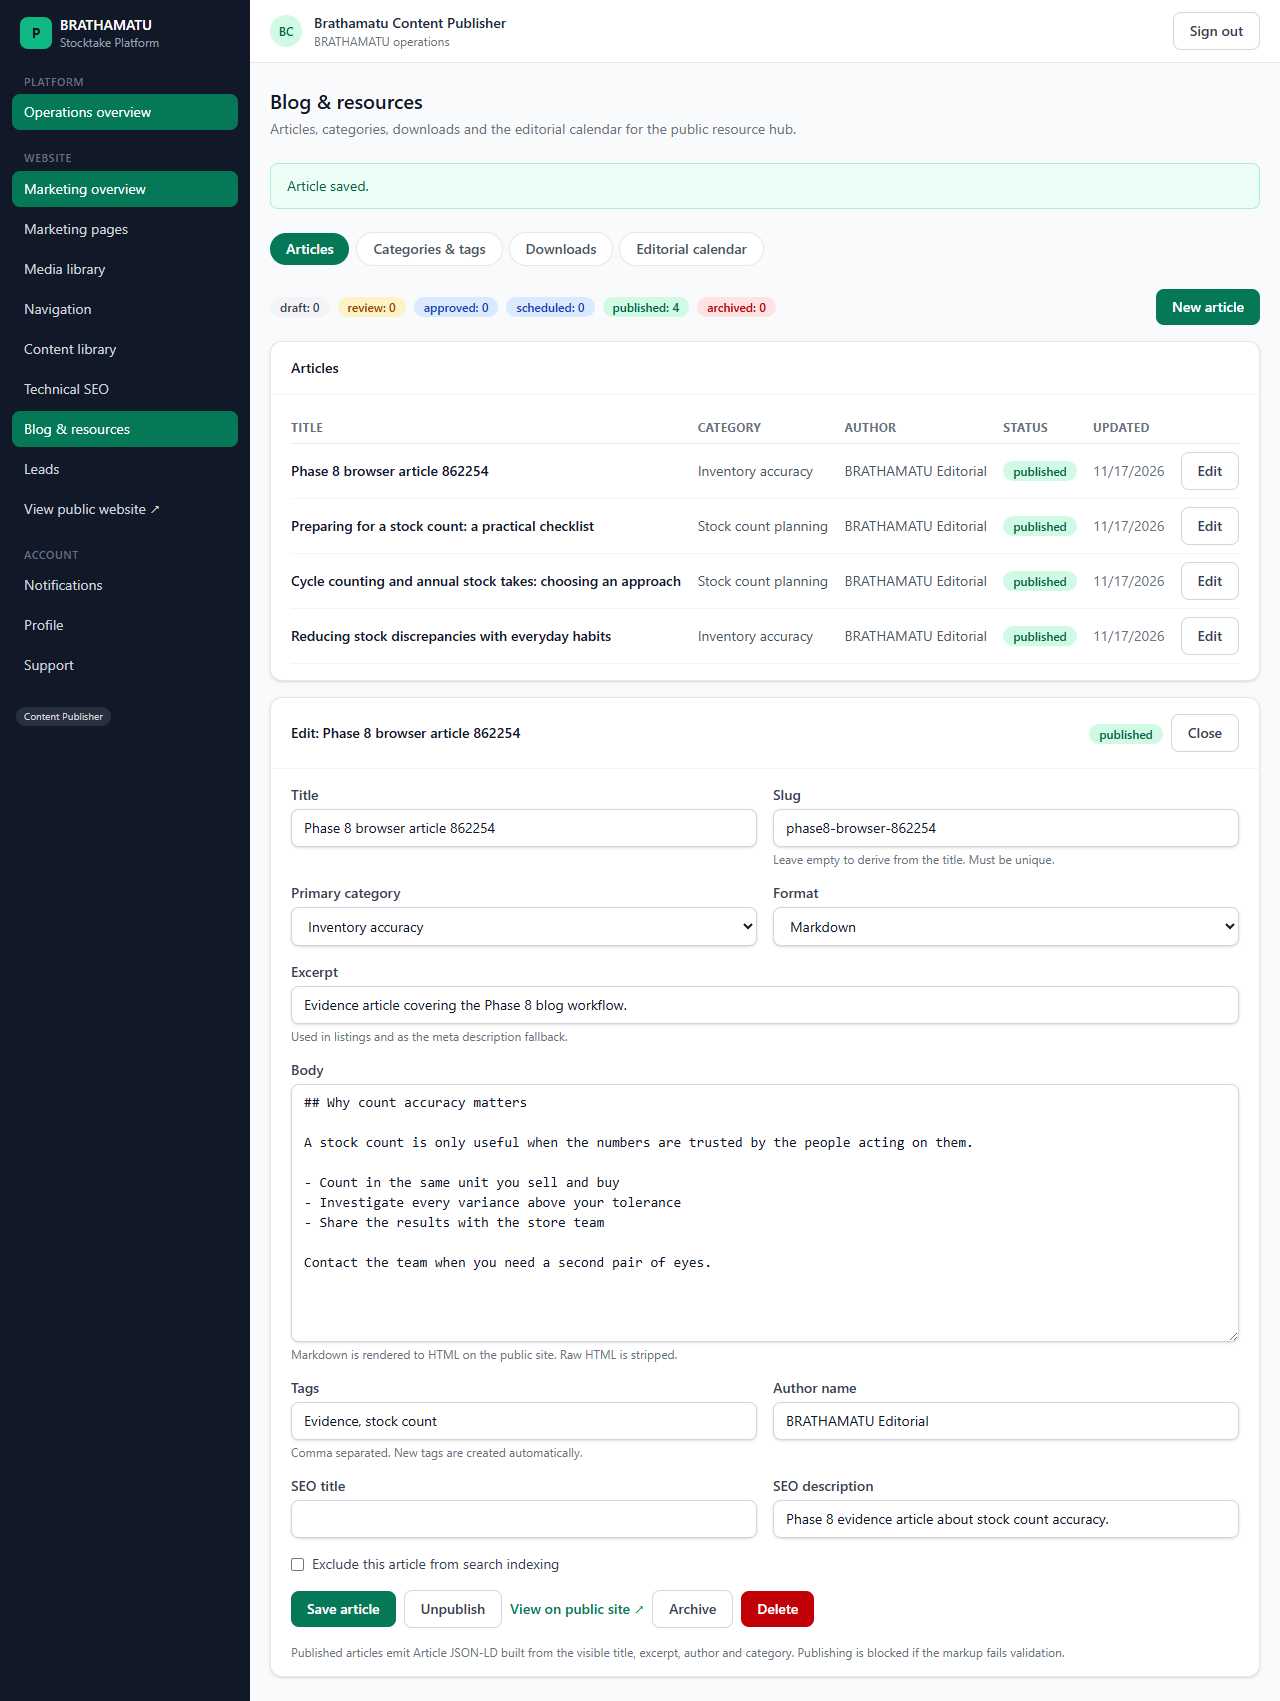 P
BRATHAMATU
Stocktake Platform
PLATFORM
Operations overview
WEBSITE
Marketing overview
Marketing pages
Media library
Navigation
Content library
Technical SEO
Blog & resources
Leads
View public website ↗
ACCOUNT
Notifications
Profile
Support
Content Publisher
BC
Brathamatu Content Publisher
BRATHAMATU operations
Sign out
Blog & resources
Articles, categories, downloads and the editorial calendar for the public resource hub.
Article saved.
Articles Categories & tags Downloads Editorial calendar
draft: 0 review: 0 approved: 0 scheduled: 0 published: 4 archived: 0 New article
Articles
TITLE CATEGORY AUTHOR STATUS UPDATED
Phase 8 browser article 862254 Inventory accuracy BRATHAMATU Editorial published 11/17/2026 Edit
Preparing for a stock count: a practical checklist Stock count planning BRATHAMATU Editorial published 11/17/2026 Edit
Cycle counting and annual stock takes: choosing an approach Stock count planning BRATHAMATU Editorial published 11/17/2026 Edit
Reducing stock discrepancies with everyday habits Inventory accuracy BRATHAMATU Editorial published 11/17/2026 Edit
Edit: Phase 8 browser article 862254 published Close
Title Slug
Phase 8 browser article 862254 phase8-browser-862254
Leave empty to derive from the title. Must be unique.
Primary category Format
Inventory accuracy Markdown
Excerpt
Evidence article covering the Phase 8 blog workflow.
Used in listings and as the meta description fallback.
Body
## Why count accuracy matters
A stock count is only useful when the numbers are trusted by the people acting on them.
- Count in the same unit you sell and buy
- Investigate every variance above your tolerance
- Share the results with the store team
Contact the team when you need a second pair of eyes.
Markdown is rendered to HTML on the public site. Raw HTML is stripped.
Tags Author name
Evidence, stock count BRATHAMATU Editorial
Comma separated. New tags are created automatically.
SEO title SEO description
Phase 8 evidence article about stock count accuracy.
Exclude this article from search indexing
Save article Unpublish View on public site ↗ Archive Delete
Published articles emit Article JSON-LD built from the visible title, excerpt, author and category. Publishing is blocked if the markup fails validation.